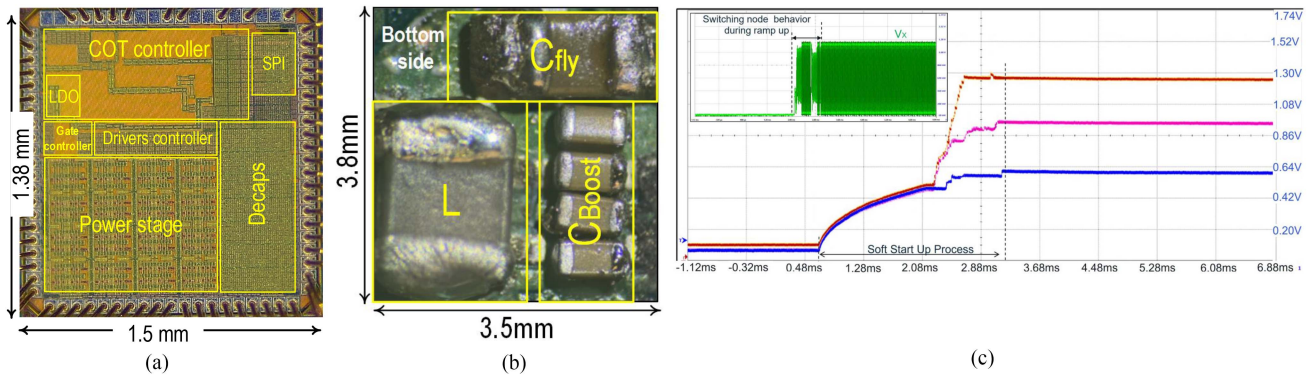 COT controller
SPI
LDO
Gate
controller
Drivers controller
Power stage
Decaps
1.38 mm
1.5 mm
(a)
Bottom
-side
Cfly
L
CBoost
3.8mm
3.5mm
(b)
Switching node behavior
during ramp up
VX
1.74V
1.52V
1.30V
1.08V
0.86V
0.64V
0.42V
0.20V
Soft Start Up Process
-1.12ms
-0.32ms
0.48ms
1.28ms
2.08ms
2.88ms
3.68ms
4.48ms
5.28ms
6.08ms
6.88ms
(c)